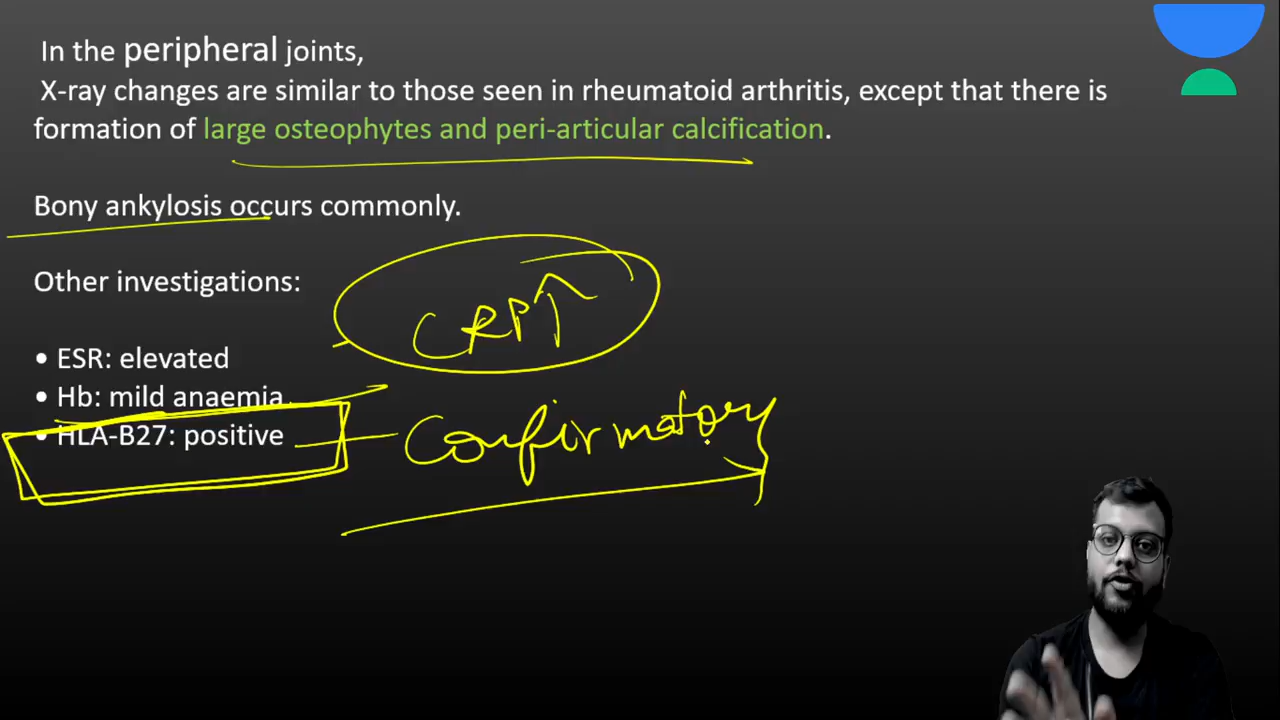 In the peripheral joints,
X-ray changes are similar to those seen in rheumatoid arthritis, except that there is
formation of large osteophytes and peri-articular calcification.
Bony ankylosis occurs commonly.
Other investigations:
CRP↑
• ESR: elevated
• Hb: mild anaemia
• HLA-B27: positive
Confirmatory